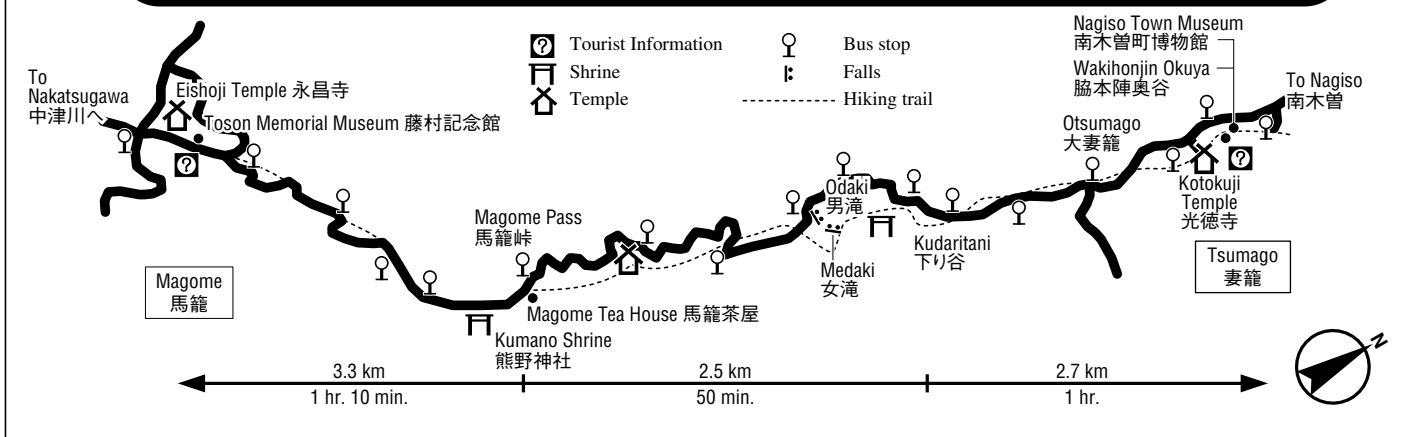 Tourist Information
Shrine
Temple
Bus stop
Falls
Hiking trail
To
Nakatsugawa
中津川へ
Eishoji Temple 永昌寺
Toson Memorial Museum 藤村記念館
Magome
馬籠
Magome Pass
馬籠峠
Magome Tea House 馬籠茶屋
Kumano Shrine
熊野神社
Odaki
男滝
Medaki
女滝
Kudaritani
下り谷
Otsumago
大妻籠
Nagiso Town Museum
南木曽町博物館
Wakihonjin Okuya
脇本陣奥谷
To Nagiso
南木曽
Kotokuji
Temple
光徳寺
Tsumago
妻籠
N
3.3 km
1 hr. 10 min.
2.5 km
50 min.
2.7 km
1 hr.